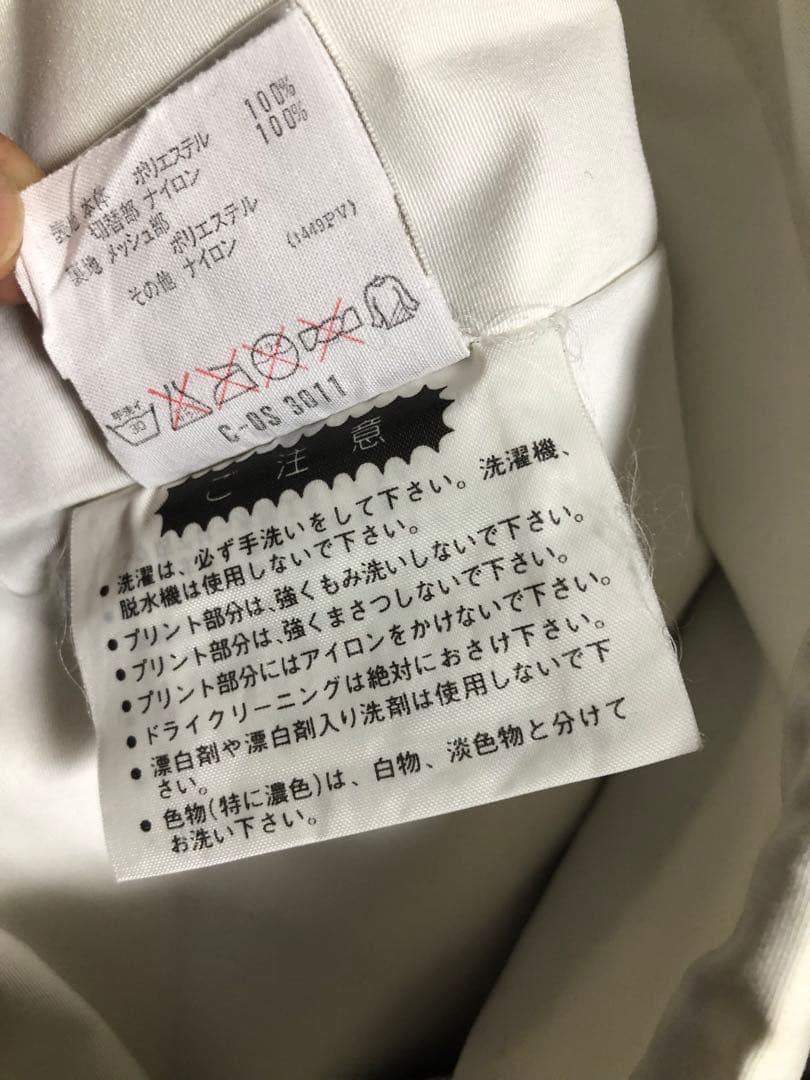 表地 本体 ポリエステル 100%
切替部 ナイロン 100%
裏地 メッシュ部
ポリエステル
その他 ナイロン (1449PV)
手洗イ
30
C-OS 3011
ご注意
・洗濯は、必ず手洗いをして下さい。洗濯機、
脱水機は使用しないで下さい。
・プリント部分は、強くもみ洗いしないで下さい。
・プリント部分は、強くまさつしないで下さい。
・プリント部分にはアイロンをかけないで下さい。
・ドライクリーニングは絶対におさけ下さい。
・漂白剤や漂白剤入り洗剤は使用しないで下
さい。
・色物(特に濃色)は、白物、淡色物と分けて
お洗い下さい。